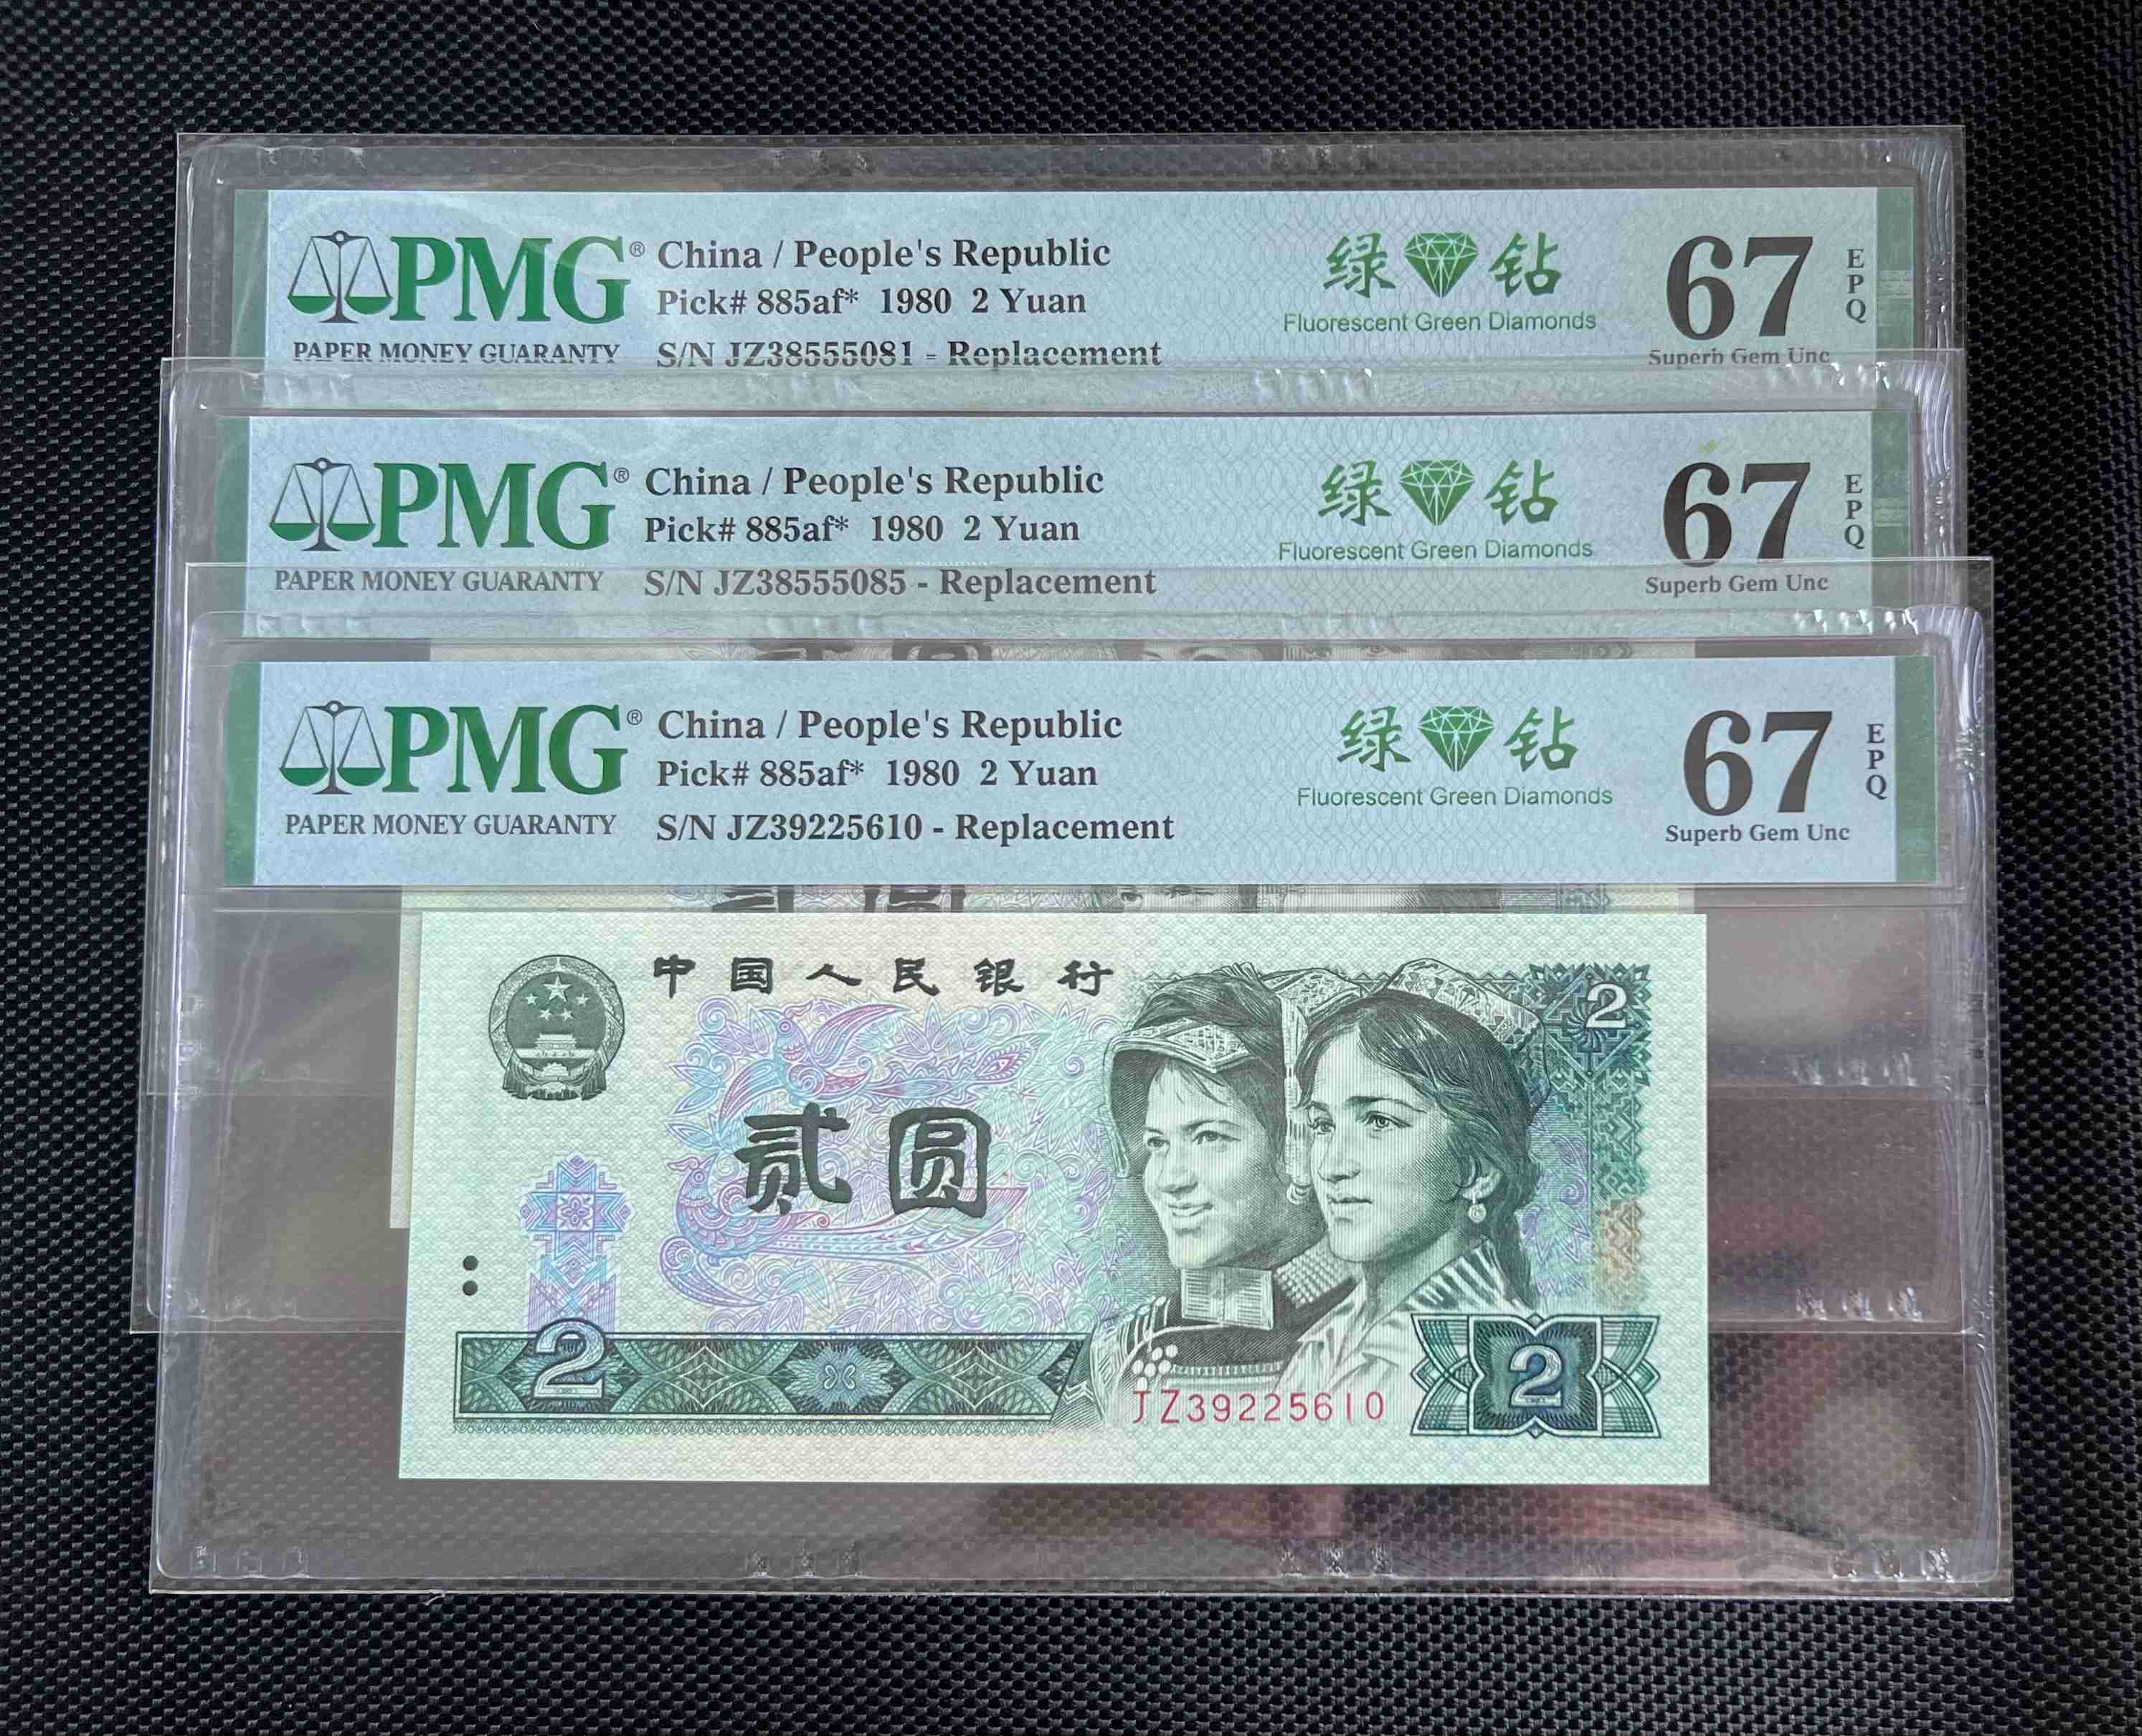 PMG® China / People's Republic 绿 钻 67 EPQ
Pick# 885af* 1980 2 Yuan Fluorescent Green Diamonds
PAPER MONEY GUARANTY S/N JZ38555081 - Replacement Superb Gem Unc
PMG® China / People's Republic 绿 钻 67 EPQ
Pick# 885af* 1980 2 Yuan Fluorescent Green Diamonds
PAPER MONEY GUARANTY S/N JZ38555085 - Replacement Superb Gem Unc
PMG® China / People's Republic 绿 钻 67 EPQ
Pick# 885af* 1980 2 Yuan Fluorescent Green Diamonds
PAPER MONEY GUARANTY S/N JZ39225610 - Replacement Superb Gem Unc
中国人民银行
2
贰圆
2
JZ39225610
2